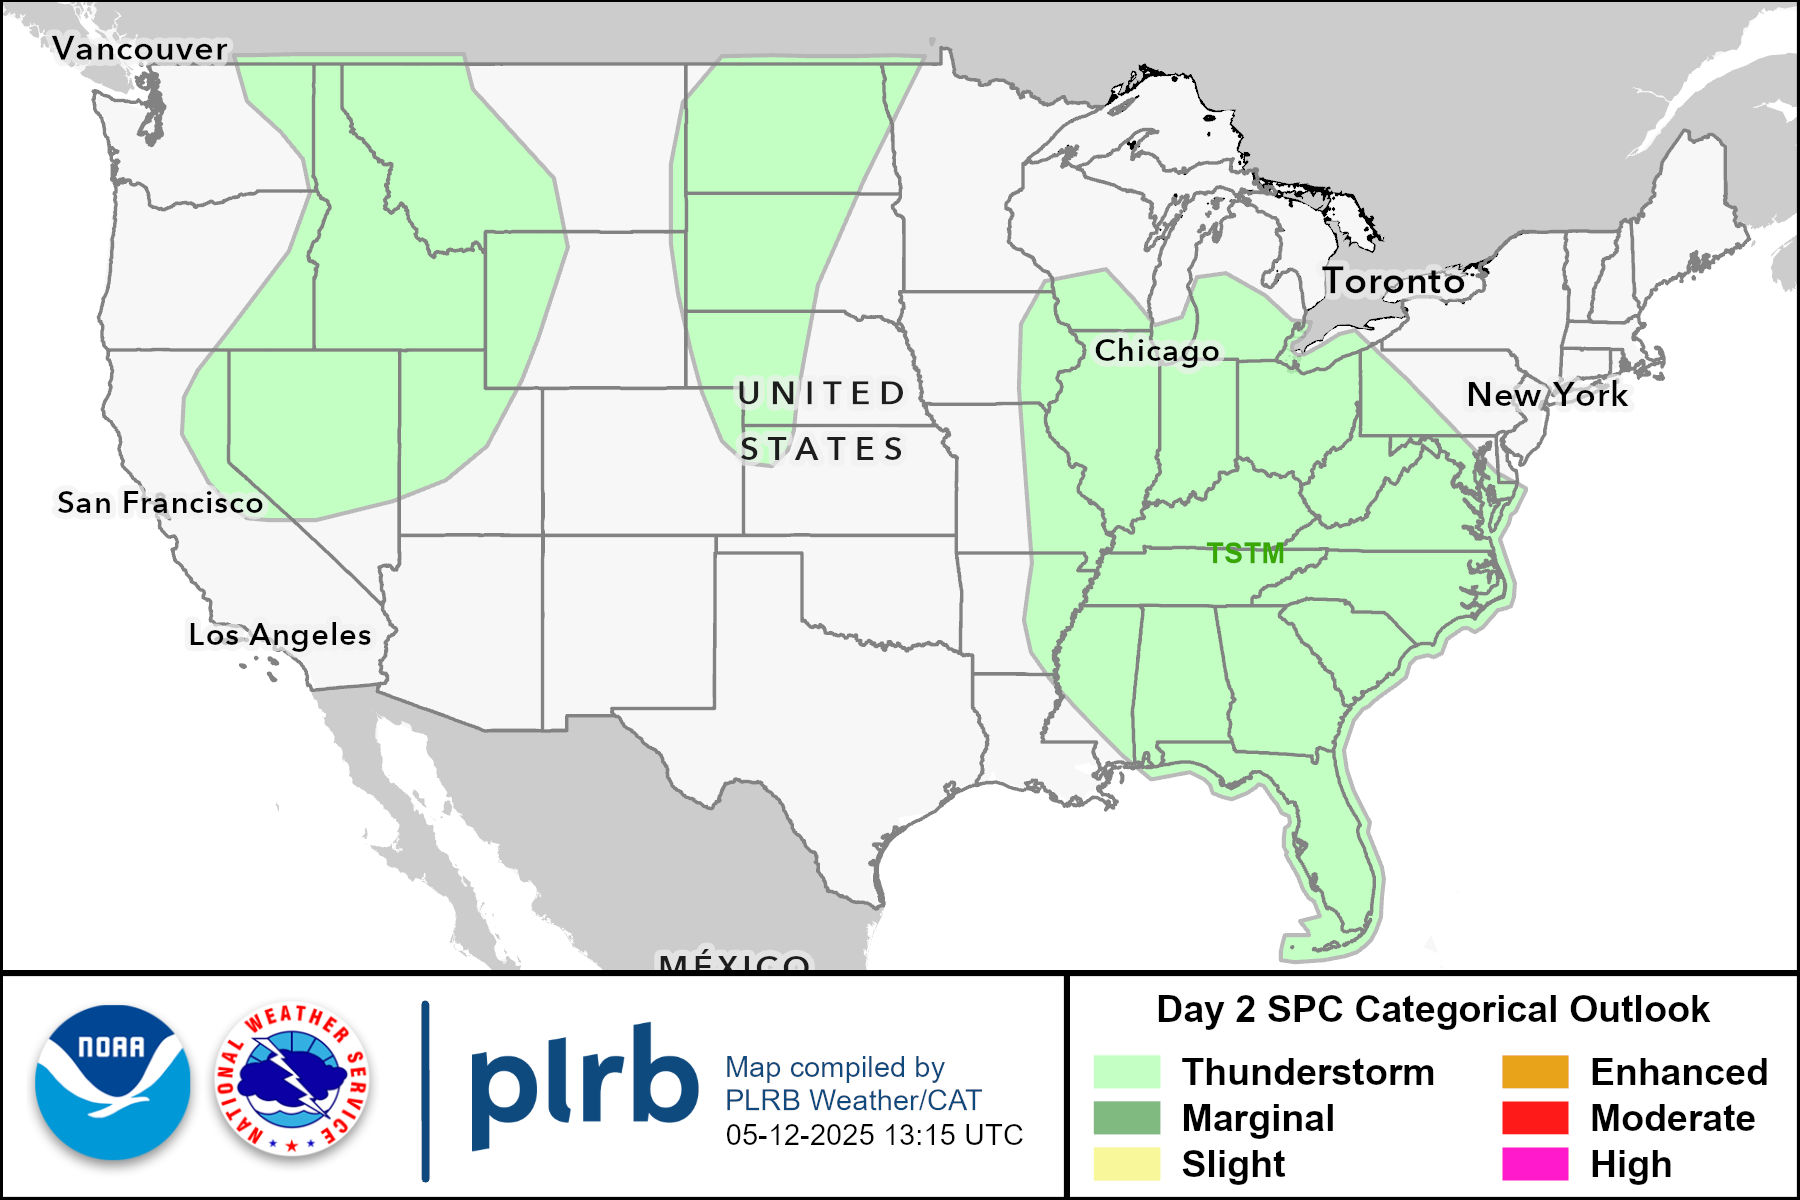 Vancouver
Toronto
Chicago
UNITED
New York
STATES
San Francisco
TSTM
Los Angeles
MÉXICO
NOAA
NATIONAL WEATHER SERVICE
plrb
Map compiled by
PLRB Weather/CAT
05-12-2025 13:15 UTC
Day 2 SPC Categorical Outlook
Thunderstorm
Enhanced
Marginal
Moderate
Slight
High